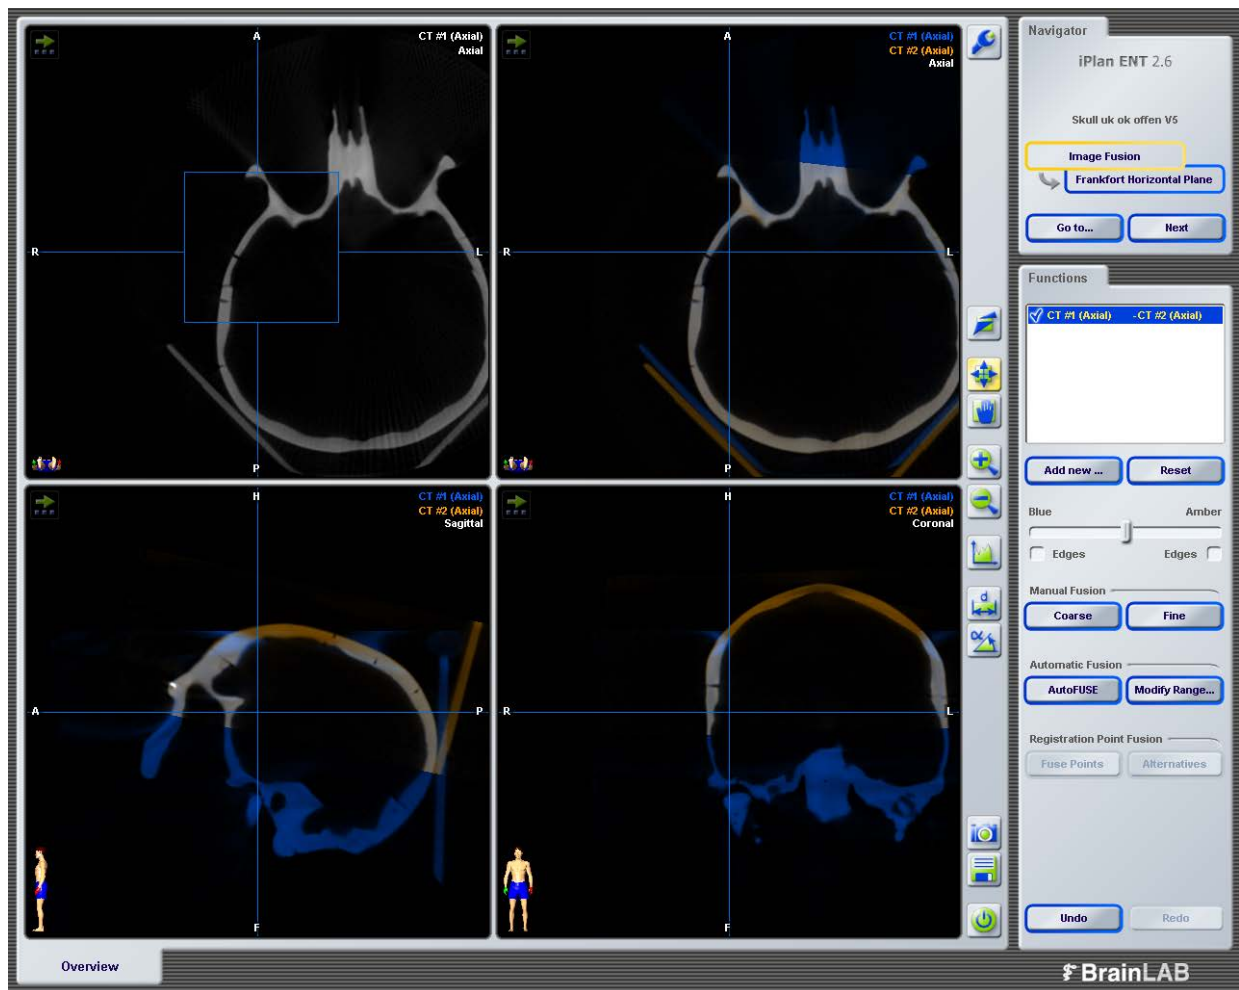 A
CT #1 (Axial)
Axial
R
L
P
A
CT #1 (Axial)
CT #2 (Axial)
Axial
R
L
P
H
CT #1 (Axial)
CT #2 (Axial)
Sagittal
A
P
F
H
CT #1 (Axial)
CT #2 (Axial)
Coronal
R
L
F
d
α
Overview
Navigator
iPlan ENT 2.6
Skull uk ok offen V5
Image Fusion
Frankfort Horizontal Plane
Go to... Next
Functions
CT #1 (Axial) - CT #2 (Axial)
Add new ... Reset
Blue Amber
Edges Edges
Manual Fusion
Coarse Fine
Automatic Fusion
AutoFUSE Modify Range...
Registration Point Fusion
Fuse Points Alternatives
Undo Redo
BrainLAB